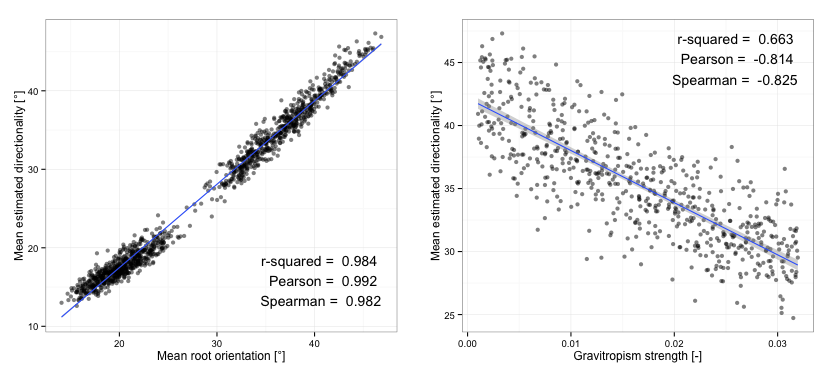 Mean estimated directionality [°]
40
30
20
10
r-squared = 0.984
Pearson = 0.992
Spearman = 0.982
20
30
40
Mean root orientation [°]
Mean estimated directionality [°]
45
40
35
30
25
r-squared = 0.663
Pearson = -0.814
Spearman = -0.825
0.00
0.01
0.02
0.03
Gravitropism strength [-]